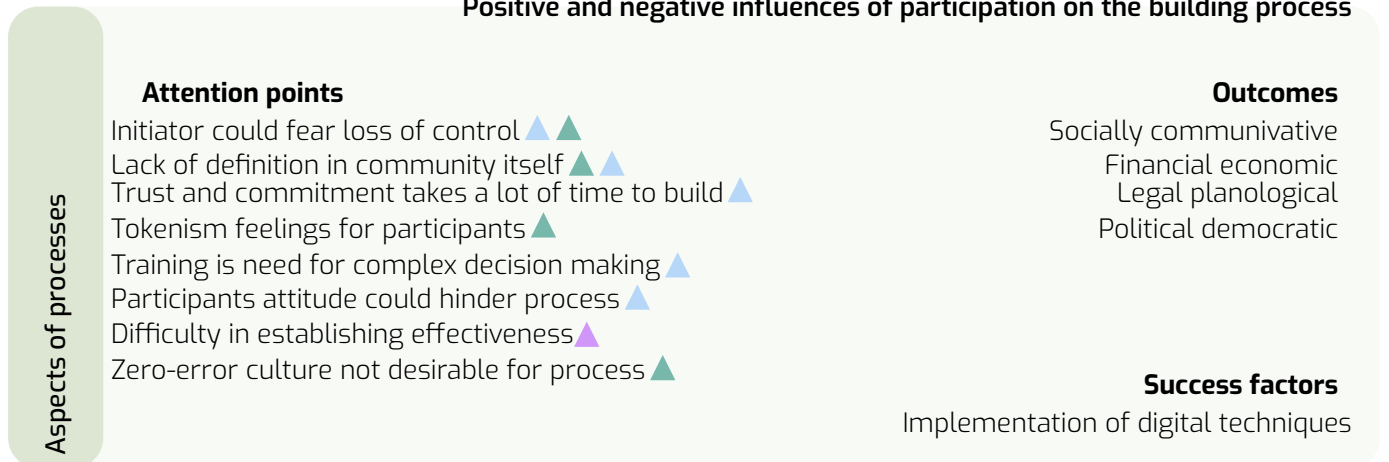 Positive and negative influences of participation on the building process
Aspects of processes
Attention points
Initiator could fear loss of control
Lack of definition in community itself
Trust and commitment takes a lot of time to build
Tokenism feelings for participants
Training is need for complex decision making
Participants attitude could hinder process
Difficulty in establishing effectiveness
Zero-error culture not desirable for process
Outcomes
Socially communivative
Financial economic
Legal planological
Political democratic
Success factors
Implementation of digital techniques